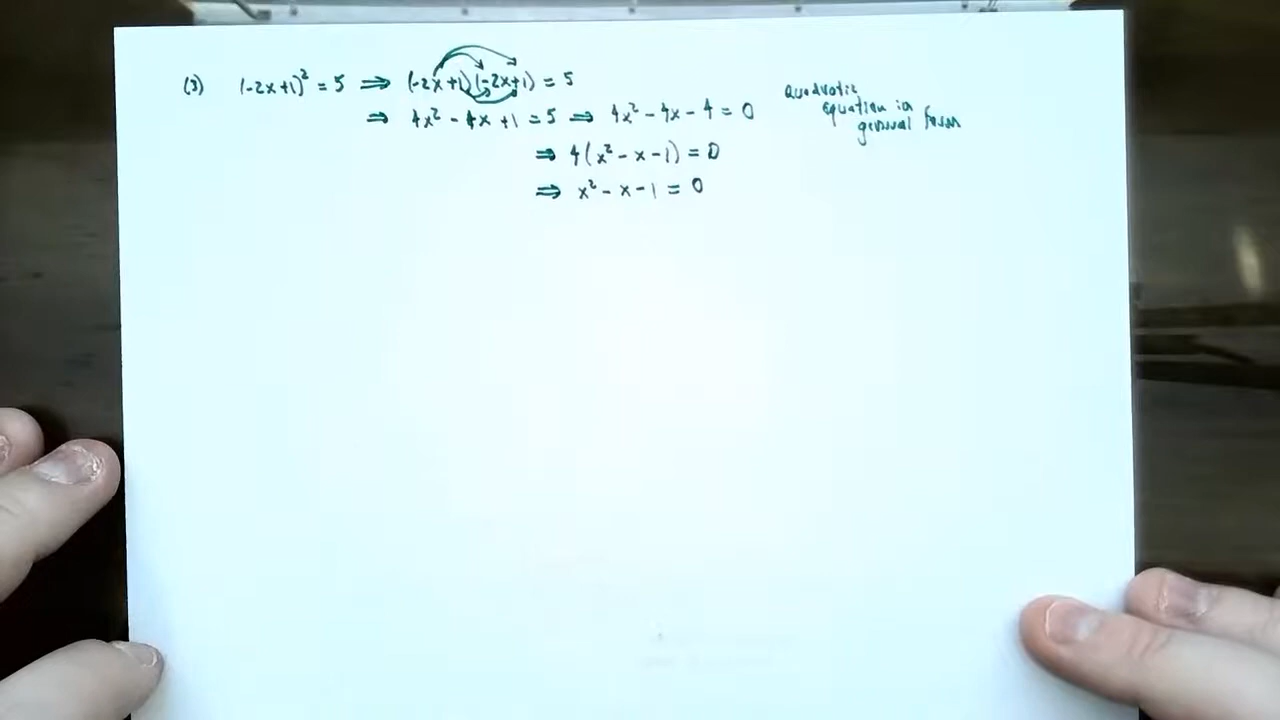 (3) (-2x+1)² = 5 ⇒ (-2x+1)(-2x+1) = 5
⇒ 4x² - 4x + 1 = 5 ⇒ 4x² - 4x - 4 = 0
quadratic
equation in
general form
⇒ 4(x² - x - 1) = 0
⇒ x² - x - 1 = 0